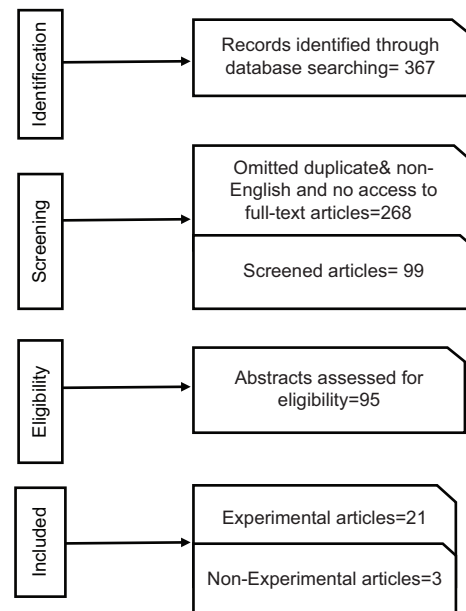 Identification
Records identified through
database searching= 367
Screening
Omitted duplicate& non-
English and no access to
full-text articles=268
Screened articles= 99
Eligibility
Abstracts assessed for
eligibility=95
Included
Experimental articles=21
Non-Experimental articles=3